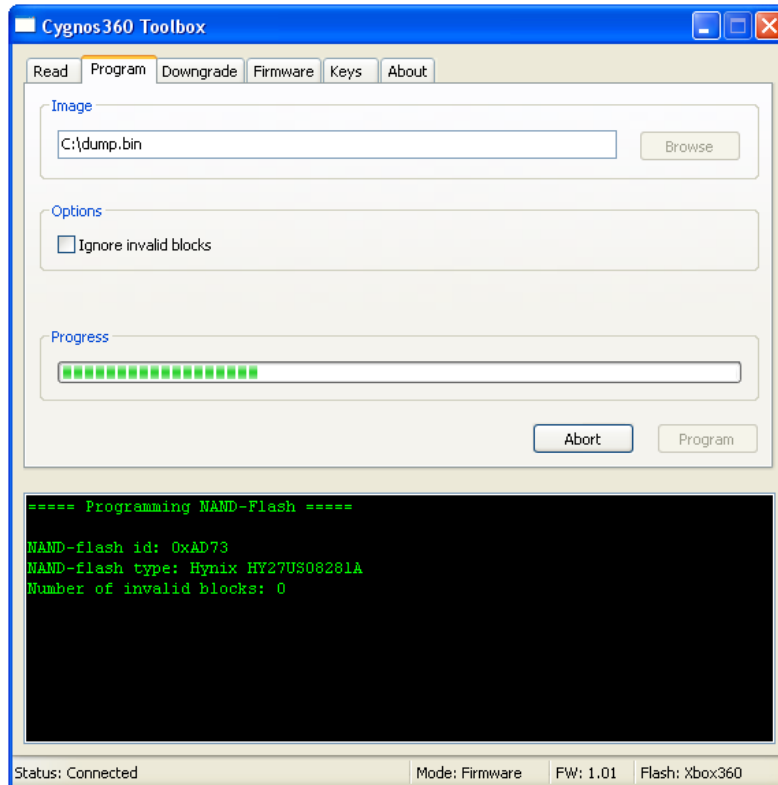 Cygnos360 Toolbox
Read Program Downgrade Firmware Keys About
Image
C:\dump.bin Browse
Options
Ignore invalid blocks
Progress
Abort Program
===== Programming NAND-Flash =====
NAND-flash id: 0xAD73
NAND-flash type: Hynix HY27US08281A
Number of invalid blocks: 0
Status: Connected Mode: Firmware FW: 1.01 Flash: Xbox360